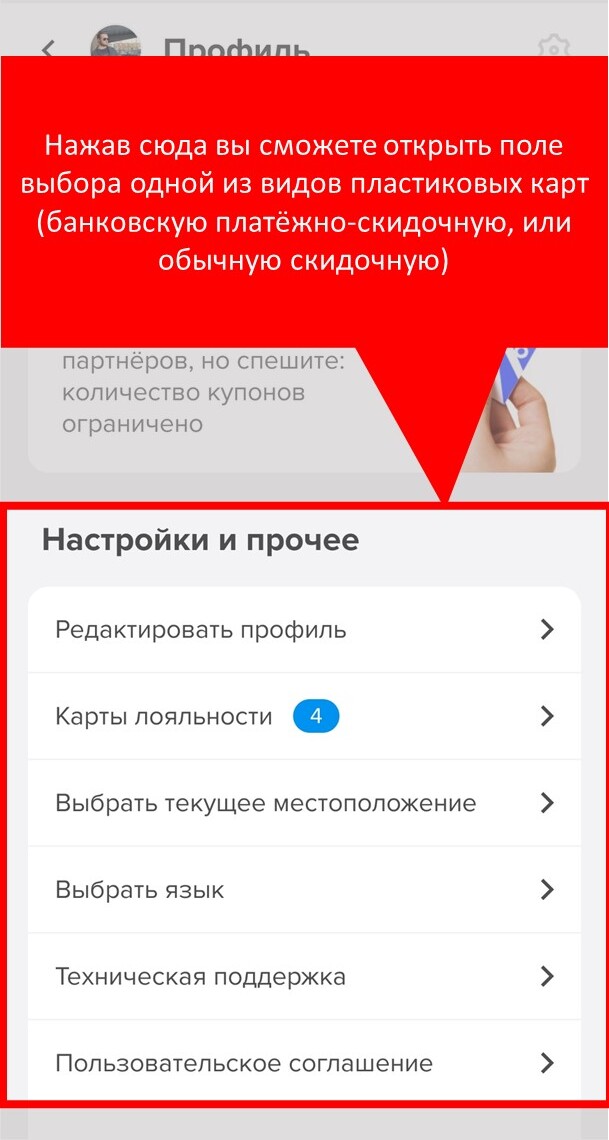 Профиль
Нажав сюда вы сможете открыть поле
выбора одной из видов пластиковых карт
(банковскую платёжно-скидочную, или
обычную скидочную)
партнёров, но спешите:
количество купонов
ограничено
Настройки и прочее
Редактировать профиль
Карты лояльности 4
Выбрать текущее местоположение
Выбрать язык
Техническая поддержка
Пользовательское соглашение